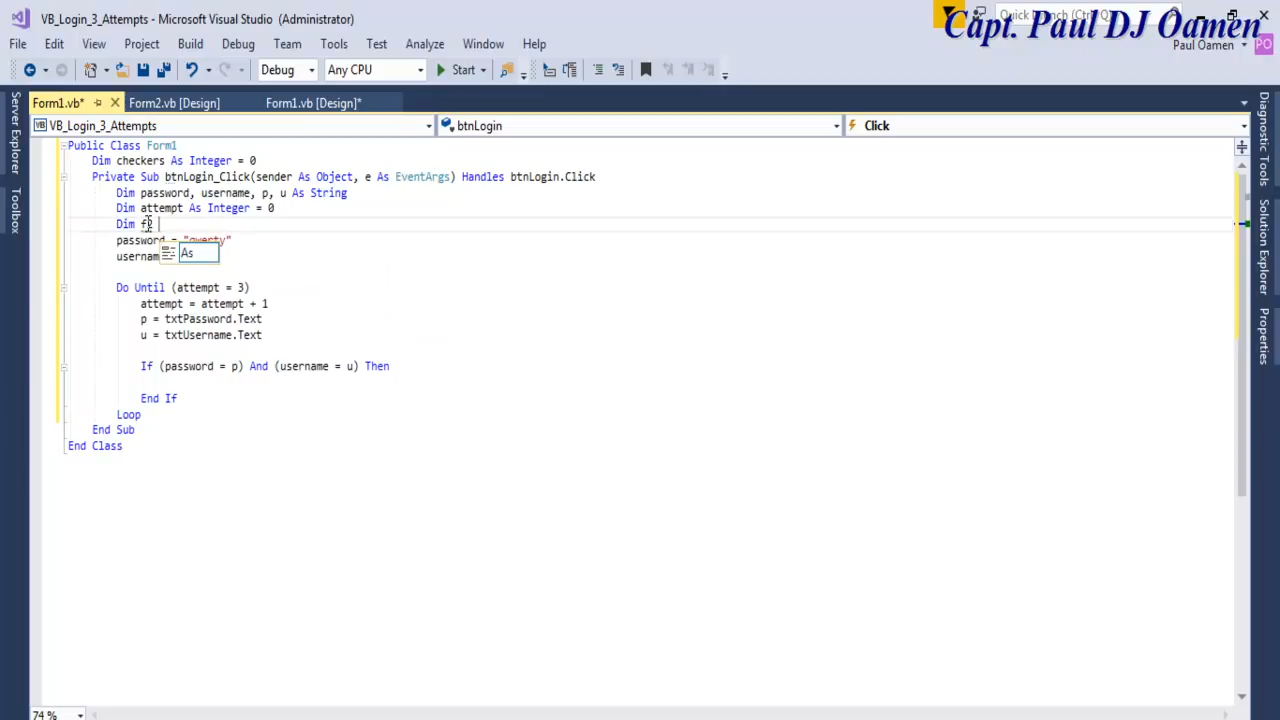 VB_Login_3_Attempts - Microsoft Visual Studio (Administrator)
Capt. Paul DJ Oamen
File Edit View Project Build Debug Team Tools Test Analyze Window Help
Paul Oamen PO
Debug Any CPU Start
Form1.vb* Form2.vb [Design] Form1.vb [Design]*
VB_Login_3_Attempts btnLogin Click
Public Class Form1
Dim checkers As Integer = 0
Private Sub btnLogin_Click(sender As Object, e As EventArgs) Handles btnLogin.Click
Dim password, username, p, u As String
Dim attempt As Integer = 0
Dim
password = "qwerty"
As
Do Until (attempt = 3)
attempt = attempt + 1
p = txtPassword.Text
u = txtUsername.Text
If (password = p) And (username = u) Then
End If
Loop
End Sub
End Class
74 %
Server Explorer
Toolbox
Diagnostic Tools
Solution Explorer
Properties